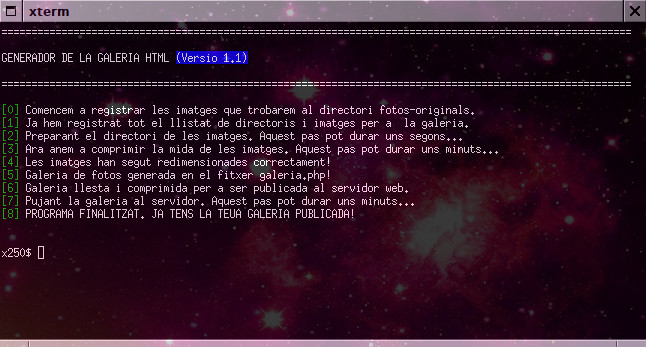 xterm
===========================================================================================================
GENERADOR DE LA GALERIA HTML (Versio 1.1)
===========================================================================================================
[0] Comencem a registrar les imatges que trobarem al directori fotos-originals.
[1] Ja hem registrat tot el llistat de directoris i imatges per a  la galeria.
[2] Preparant el directori de les imatges. Aquest pas pot durar uns segons...
[3] Ara anem a comprimir la mida de les imatges. Aquest pas pot durar uns minuts...
[4] Les imatges han segut redimensionades correctament!
[5] Galeria de fotos generada en el fitxer galeria.php!
[6] Galeria llesta i comprimida per a ser publicada al servidor web.
[7] Pujant la galeria al servidor. Aquest pas pot durar uns minuts...
[8] PROGRAMA FINALITZAT. JA TENS LA TEUA GALERIA PUBLICADA!
x250$